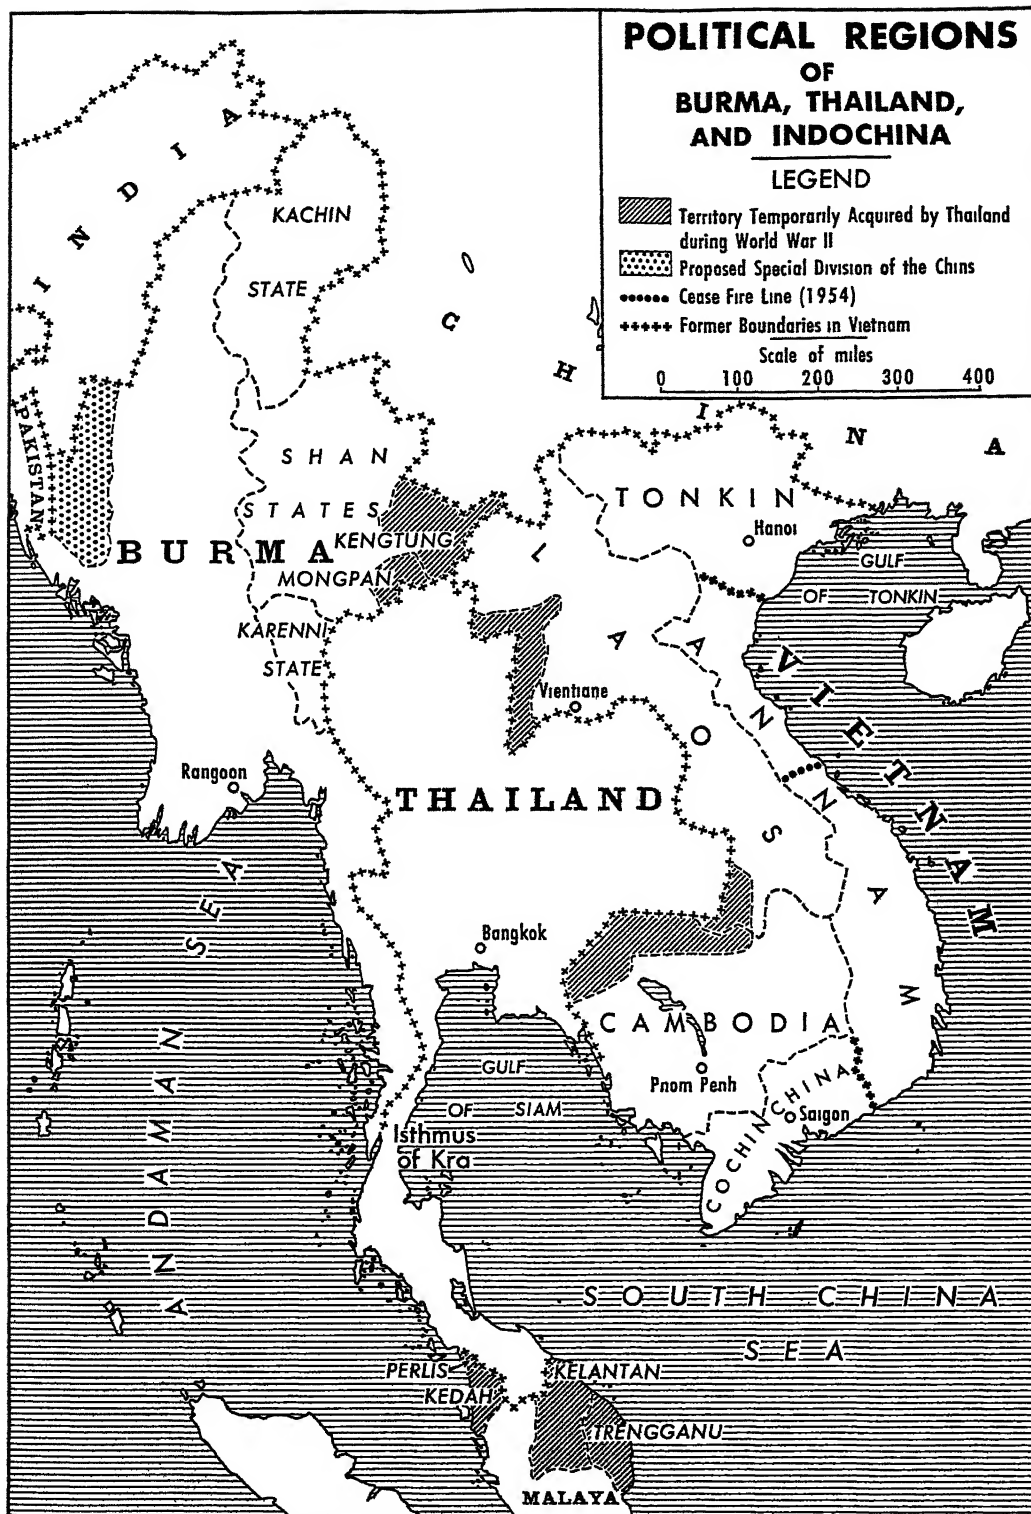 POLITICAL REGIONS
OF
BURMA, THAILAND,
AND INDOCHINA
LEGEND
Territory Temporarily Acquired by Thailand
during World War II
Proposed Special Division of the Chins
Cease Fire Line (1954)
Former Boundaries in Vietnam
Scale of miles
0 100 200 300 400
INDIA
KACHIN
STATE
CHINA
PAKISTAN
SHAN
STATES
KENGTUNG
BURMA
MONGPAN
KARENNI
STATE
TONKIN
Hanoi
GULF
OF TONKIN
LAOS
ANNAM
VIETNAM
Vientiane
Rangoon
THAILAND
Bangkok
ANDAMAN SEA
CAMBODIA
Pnom Penh
GULF
OF SIAM
COCHIN CHINA
Saigon
Isthmus
of Kra
SOUTH CHINA
SEA
PERLIS
KEDAH
KELANTAN
TRENGGANU
MALAYA